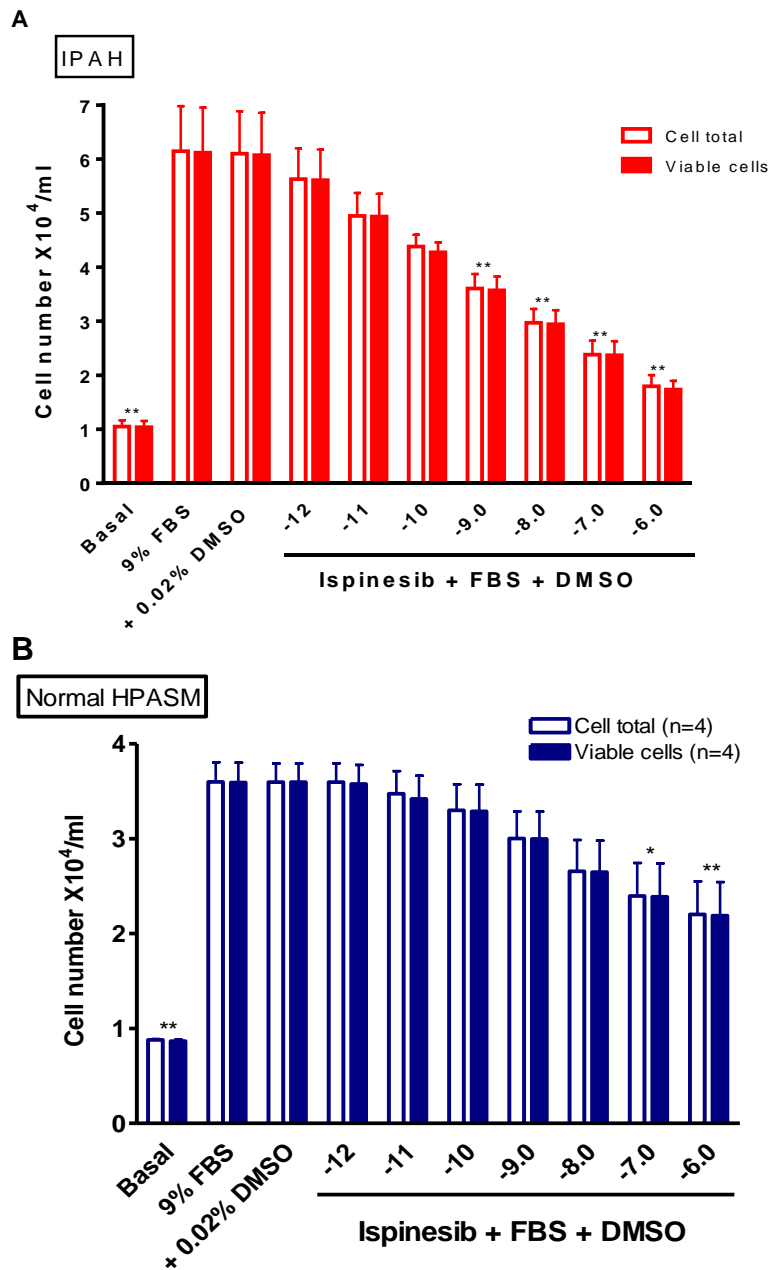 A
IPAH
Cell total
Viable cells
Cell number X10⁴/ml
7
6
5
4
3
2
1
0
**
**
**
**
**
Basal
9% FBS
+ 0.02% DMSO
-12
-11
-10
-9.0
-8.0
-7.0
-6.0
Ispinesib + FBS + DMSO
B
Normal HPASM
Cell total (n=4)
Viable cells (n=4)
Cell number X10⁴/ml
4
3
2
1
0
**
*
**
Basal
9% FBS
+ 0.02% DMSO
-12
-11
-10
-9.0
-8.0
-7.0
-6.0
Ispinesib + FBS + DMSO